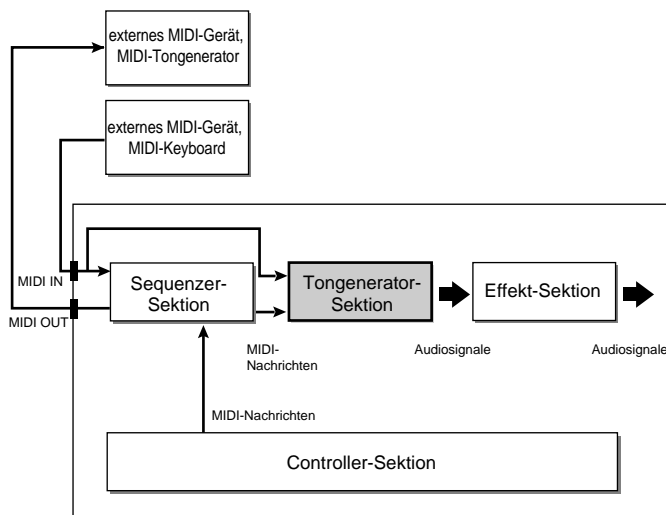 externes MIDI-Gerät,
MIDI-Tongenerator
externes MIDI-Gerät,
MIDI-Keyboard
MIDI IN
MIDI OUT
Sequenzer-
Sektion
Tongenerator-
Sektion
Effekt-Sektion
MIDI-
Nachrichten
Audiosignale
Audiosignale
MIDI-Nachrichten
Controller-Sektion